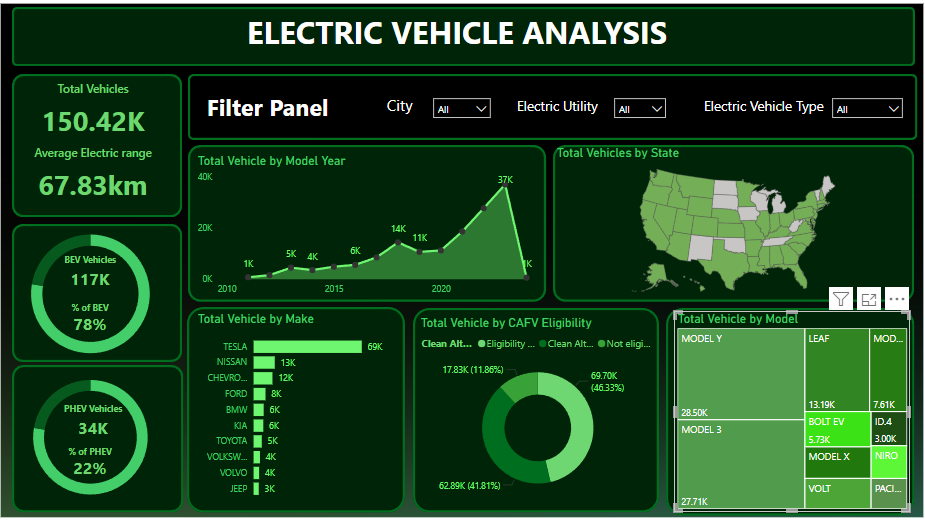 ELECTRIC VEHICLE ANALYSIS
Total Vehicles
150.42K
Average Electric range
67.83km
Filter Panel
City
All
Electric Utility
All
Electric Vehicle Type
All
BEV Vehicles
117K
% of BEV
78%
PHEV Vehicles
34K
% of PHEV
22%
Total Vehicle by Model Year
40K
20K
0K
1K
5K
4K
6K
14K
11K
37K
1K
2010
2015
2020
Total Vehicles by State
Total Vehicle by Make
TESLA 69K
NISSAN 13K
CHEVRO... 12K
FORD 8K
BMW 6K
KIA 6K
TOYOTA 5K
VOLKSW... 4K
VOLVO 4K
JEEP 3K
Total Vehicle by CAFV Eligibility
Clean Alt... Eligibility ... Clean Alt... Not eligi...
17.83K (11.86%)
69.70K
(46.33%)
62.89K (41.81%)
Total Vehicle by Model
MODEL Y
28.50K
MODEL 3
27.71K
LEAF
13.19K
MOD...
7.61K
BOLT EV
5.73K
ID.4
3.00K
MODEL X
NIRO
VOLT
PACI...